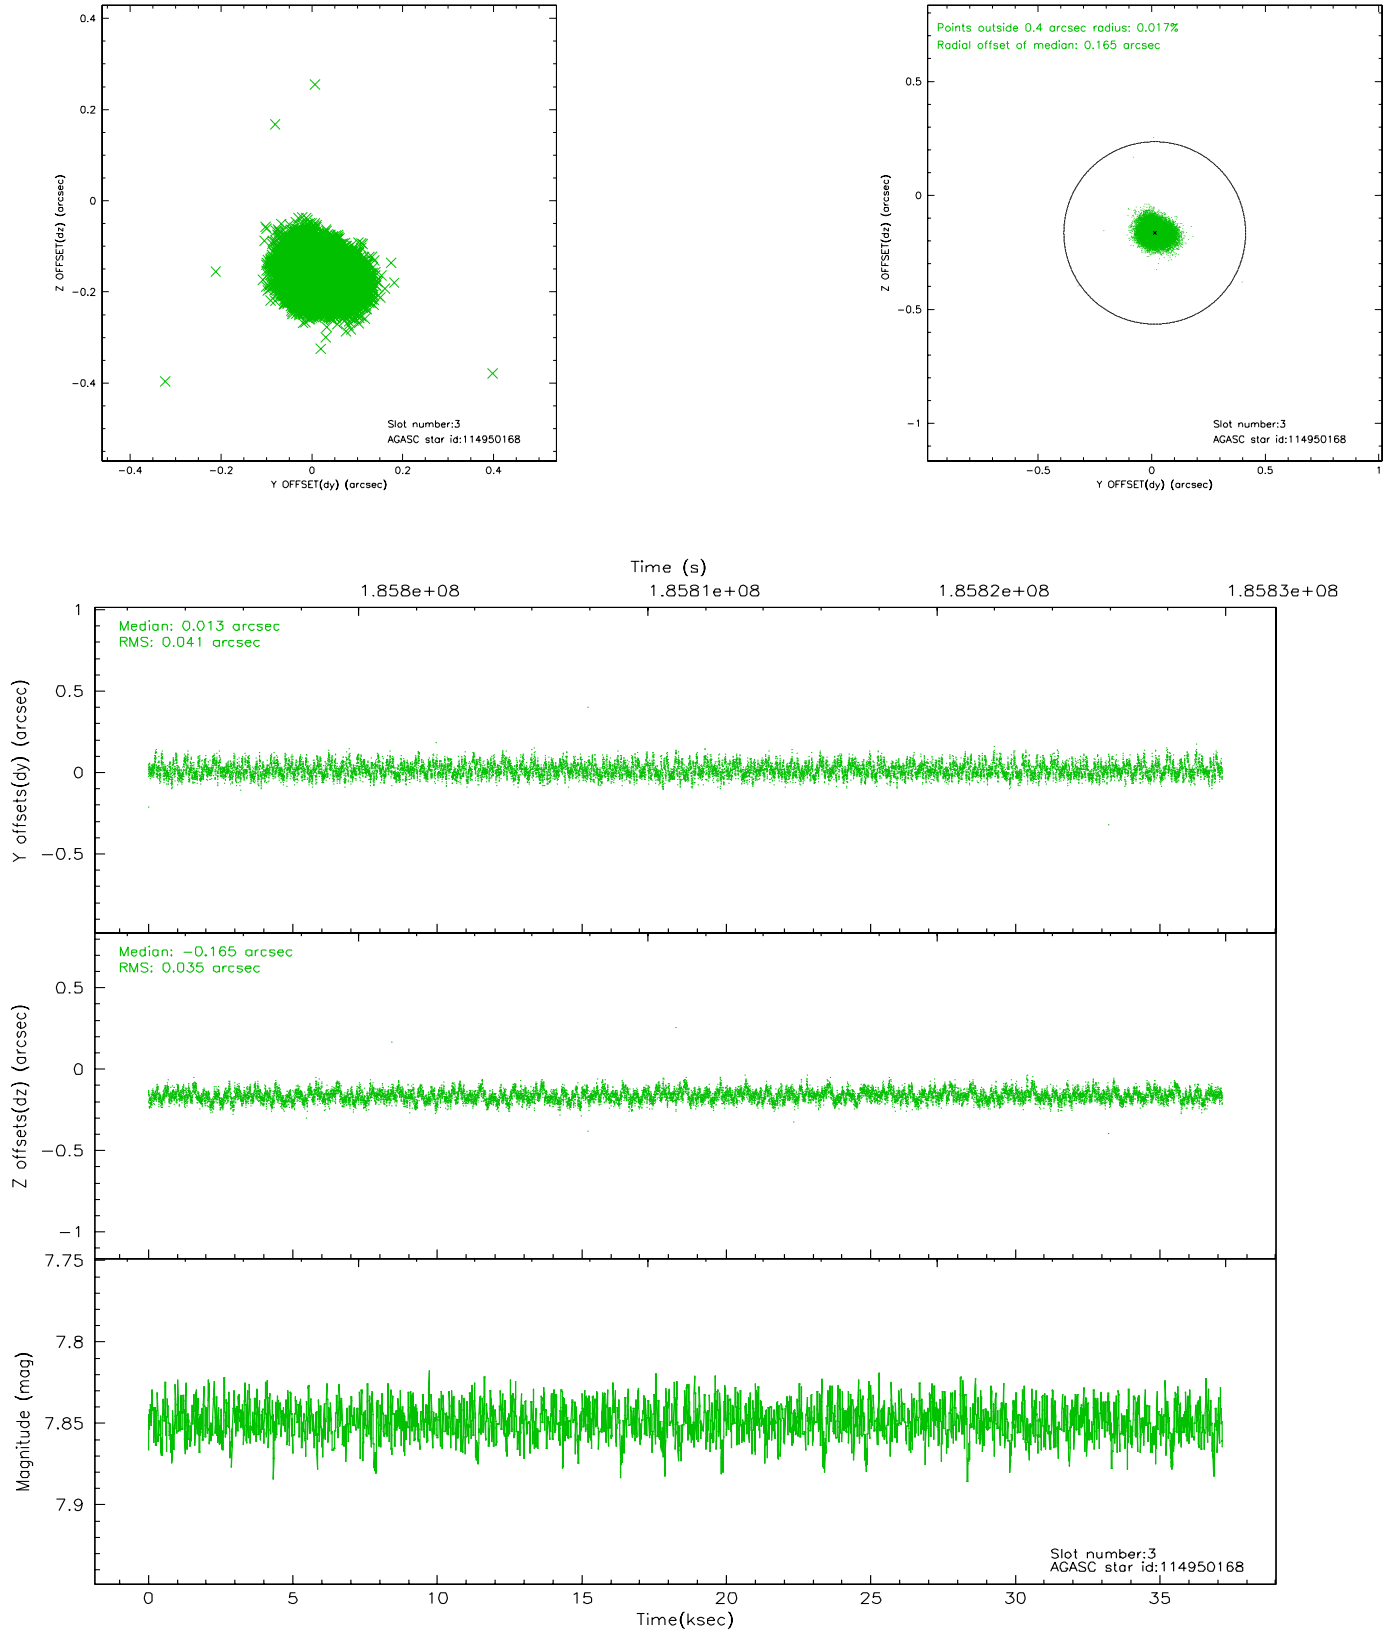 0.4
0.2
0
−0.2
−0.4
Z OFFSET(dz) (arcsec)
Slot number:3
AGASC star id:114950168
−0.4 −0.2 0 0.2 0.4
Y OFFSET(dy) (arcsec)
Points outside 0.4 arcsec radius: 0.017%
Radial offset of median: 0.165 arcsec
0.5
0
−0.5
−1
Z OFFSET(dz) (arcsec)
Slot number:3
AGASC star id:114950168
−0.5 0 0.5 1
Y OFFSET(dy) (arcsec)
Time (s)
1.858e+08 1.8581e+08 1.8582e+08 1.8583e+08
Median: 0.013 arcsec
RMS: 0.041 arcsec
1
0.5
0
−0.5
Y offsets(dy) (arcsec)
Median: −0.165 arcsec
RMS: 0.035 arcsec
0.5
0
−0.5
−1
Z offsets(dz) (arcsec)
7.75
7.8
7.85
7.9
Magnitude (mag)
Slot number:3
AGASC star id:114950168
0 5 10 15 20 25 30 35
Time(ksec)